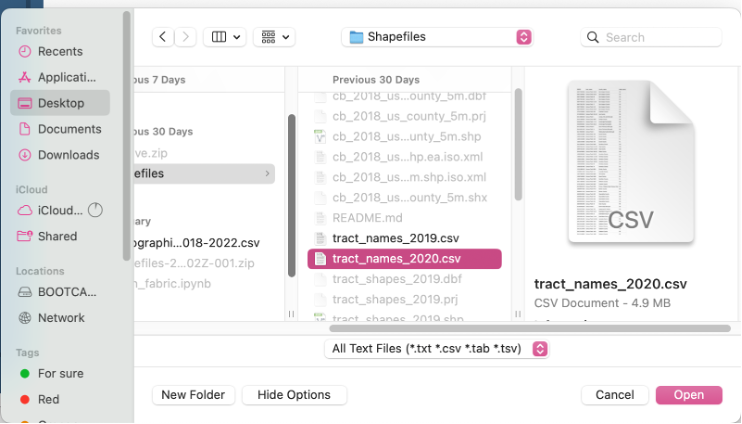 Favorites
Recents
Applicati...
Desktop
Documents
Downloads
iCloud
iCloud...
Shared
Locations
BOOTCA...
Network
Tags
For sure
Red
Shapefiles
Search
ous 7 Days
ous 30 Days
ve.zip
efiles
ary
ographi...018-2022.csv
efiles-2...02Z-001.zip
n_fabric.ipynb
Previous 30 Days
cb_2018_us...ounty_5m.dbf
cb_2018_us_county_5m.prj
cb_2018_u...unty_5m.shp
cb_2018_us...hp.ea.iso.xml
cb_2018_us...m.shp.iso.xml
cb_2018_us...ounty_5m.shx
README.md
tract_names_2019.csv
tract_names_2020.csv
tract_shapes_2019.dbf
tract_shapes_2019.prj
tract_shapes_2019.shp
CSV
tract_names_2020.csv
CSV Document - 4.9 MB
All Text Files (*.txt *.csv *.tab *.tsv)
New Folder
Hide Options
Cancel
Open